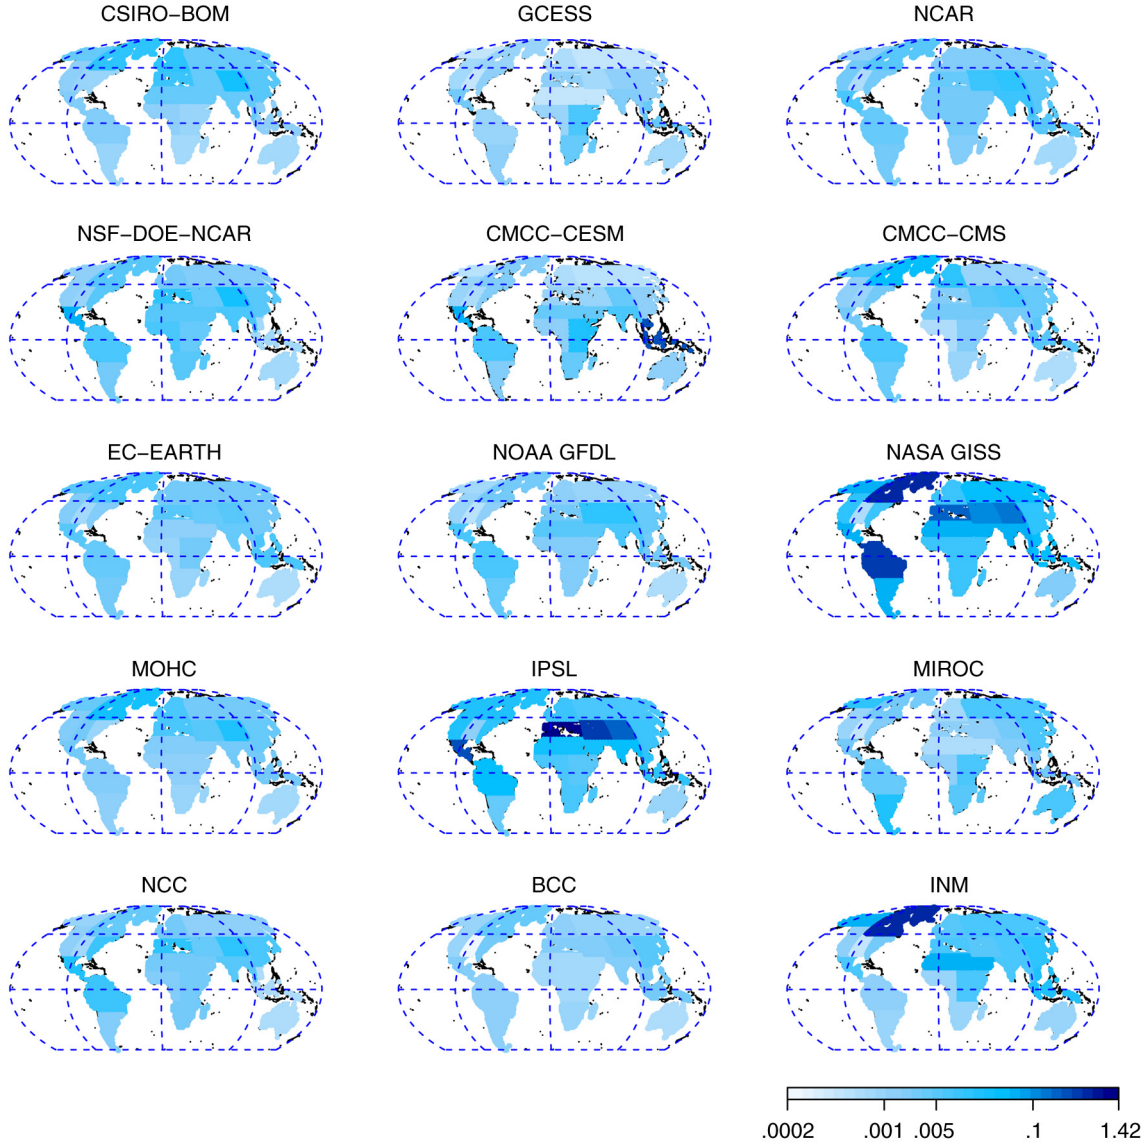 CSIRO−BOM
GCESS
NCAR
NSF−DOE−NCAR
CMCC−CESM
CMCC−CMS
EC−EARTH
NOAA GFDL
NASA GISS
MOHC
IPSL
MIROC
NCC
BCC
INM
.0002 .001 .005 .1 1.42